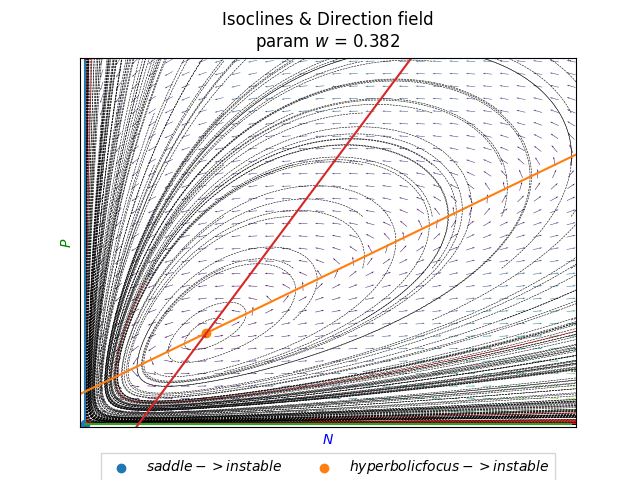 Isoclines & Direction field
param w = 0.382
P
N
saddle − > instable
hyperbolicfocus − > instable